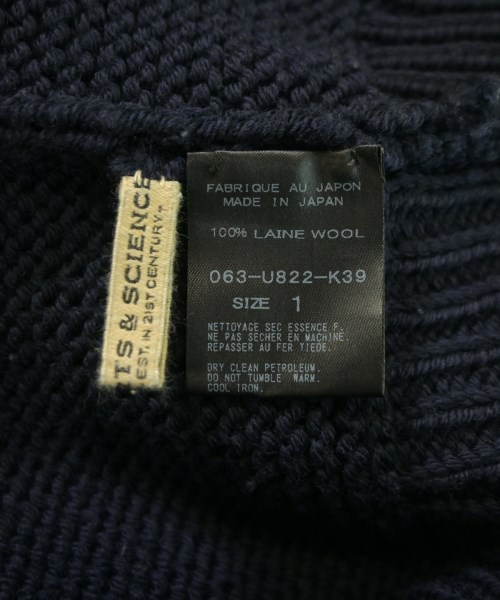 TS & SCIENCE
EST. IN 21ST CENTURY.
FABRIQUE AU JAPON
MADE IN JAPAN
100% LAINE WOOL
063-U822-K39
SIZE 1
NETTOYAGE SEC ESSENCE F.
NE PAS SECHER EN MACHINE.
REPASSER AU FER TIEDE.
DRY CLEAN PETROLEUM.
DO NOT TUMBLE WARM.
COOL IRON.